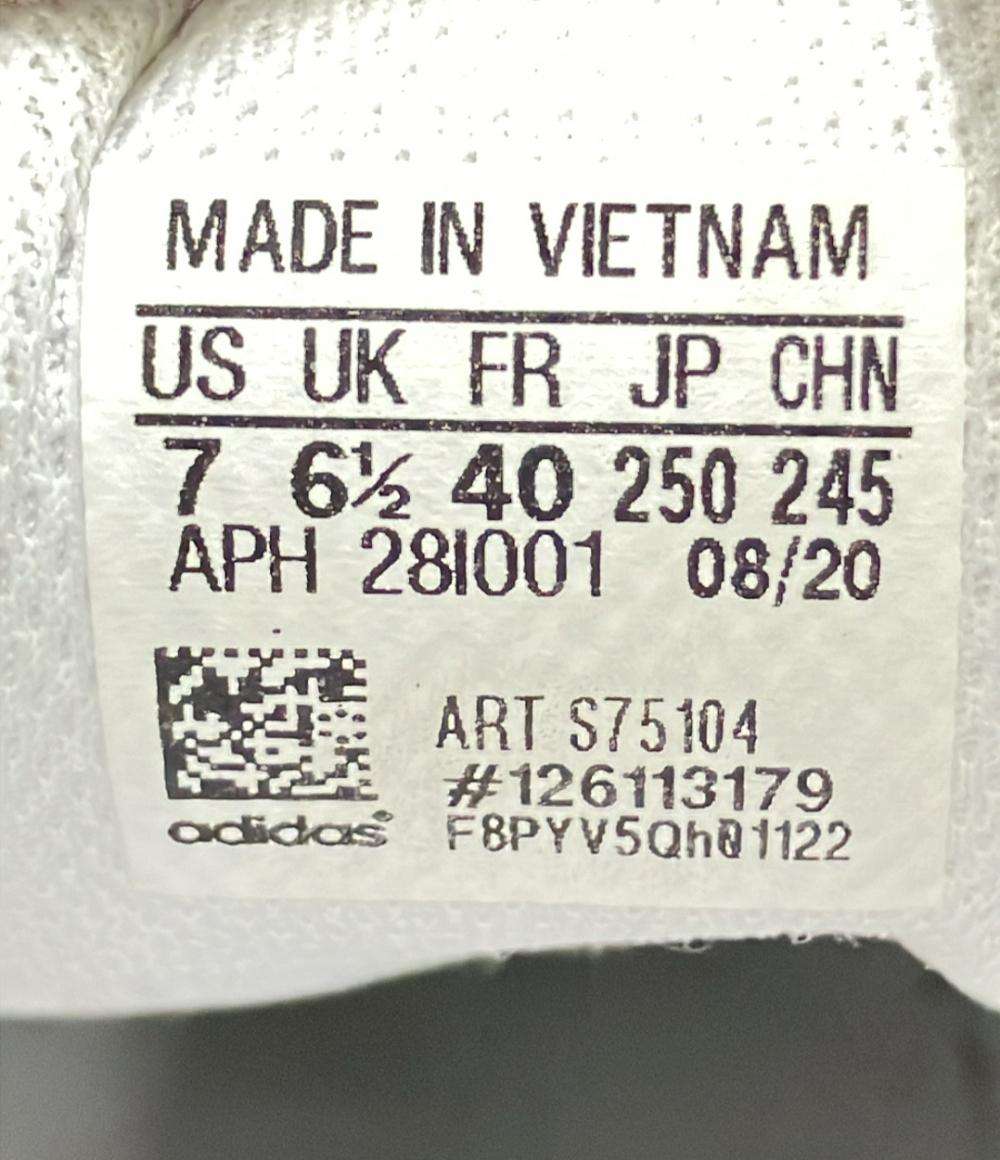 MADE IN VIETNAM
US UK FR JP CHN
7 6½ 40 250 245
APH 28I001 08/20
ART S75104
#126113179
adidas
F8PYV5Qh01122